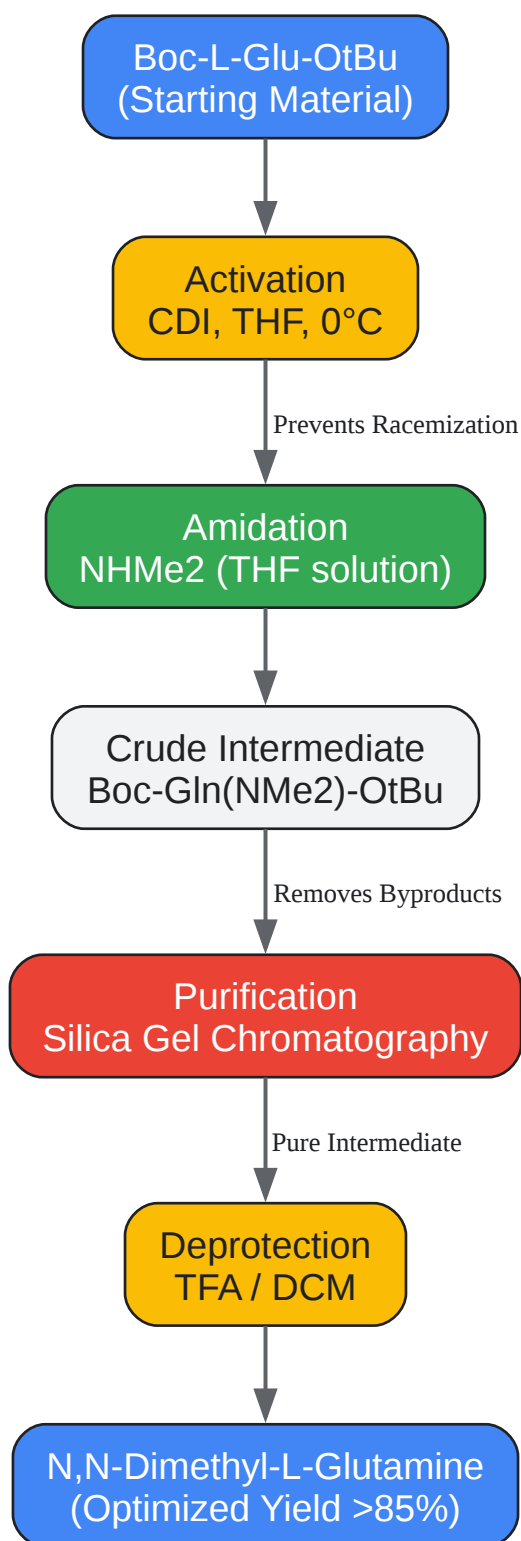 Boc-L-Glu-OtBu
(Starting Material)
Activation
CDI, THF, 0°C
Prevents Racemization
Amidation
NHMe2 (THF solution)
Crude Intermediate
Boc-Gln(NMe2)-OtBu
Removes Byproducts
Purification
Silica Gel Chromatography
Pure Intermediate
Deprotection
TFA / DCM
N,N-Dimethyl-L-Glutamine
(Optimized Yield >85%)